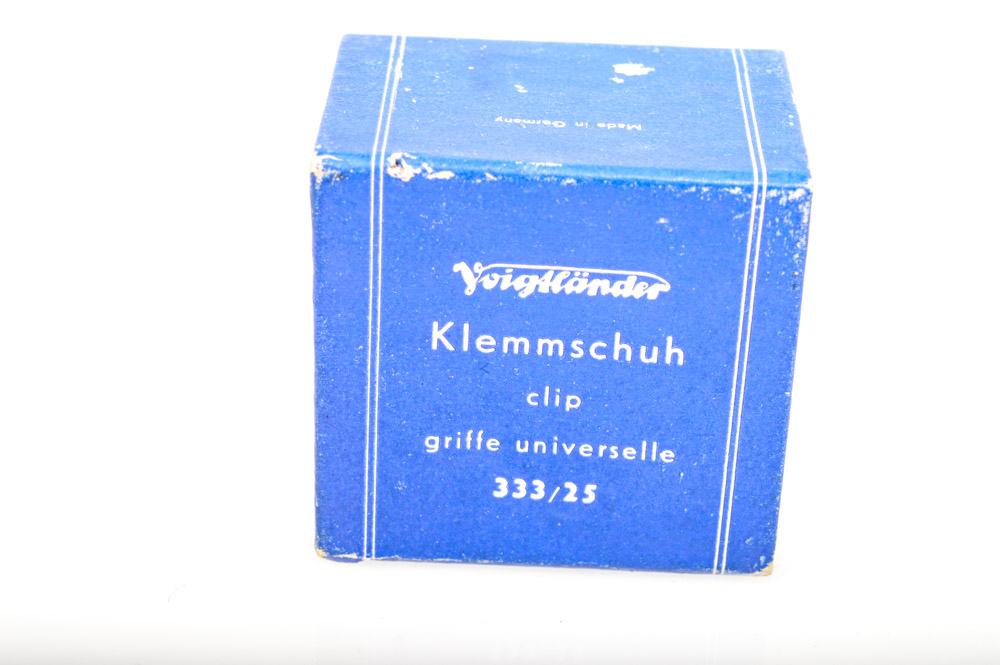 Made in Germany
Voigtländer
Klemmschuh
clip
griffe universelle
333/25